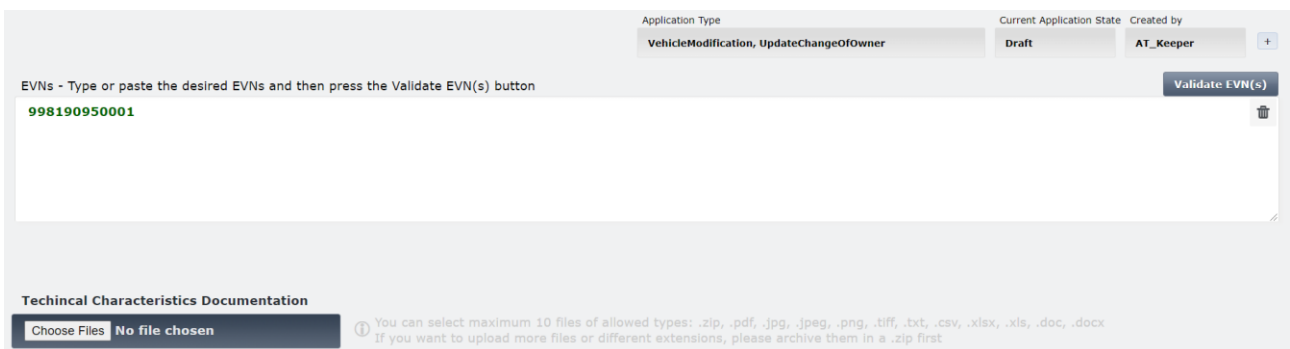 Application Type Current Application State Created by
VehicleModification, UpdateChangeOfOwner Draft AT_Keeper +
EVNs - Type or paste the desired EVNs and then press the Validate EVN(s) button Validate EVN(s)
998190950001
Techincal Characteristics Documentation
Choose Files No file chosen
You can select maximum 10 files of allowed types: .zip, .pdf, .jpg, .jpeg, .png, .tiff, .txt, .csv, .xlsx, .xls, .doc, .docx
If you want to upload more files or different extensions, please archive them in a .zip first